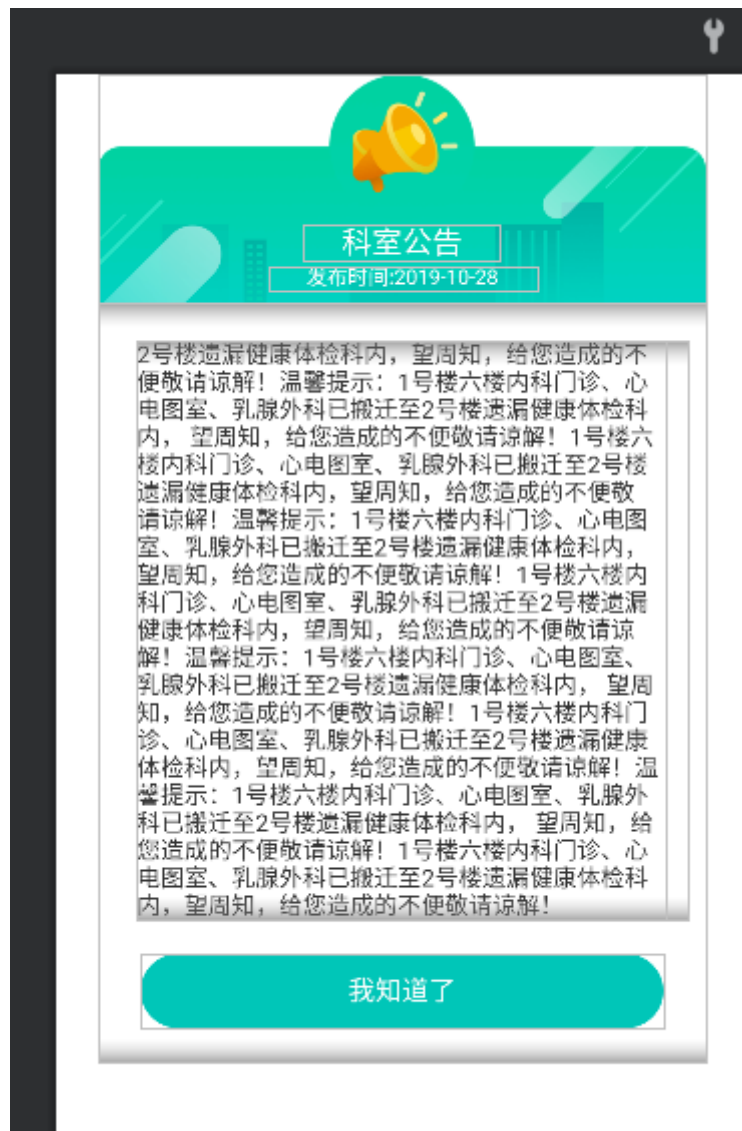 科室公告
发布时间:2019-10-28
2号楼遗漏健康体检科内，望周知，给您造成的不
便敬请谅解！温馨提示：1号楼六楼内科门诊、心
电图室、乳腺外科已搬迁至2号楼遗漏健康体检科
内， 望周知，给您造成的不便敬请谅解！1号楼六
楼内科门诊、心电图室、乳腺外科已搬迁至2号楼
遗漏健康体检科内，望周知，给您造成的不便敬
请谅解！温馨提示：1号楼六楼内科门诊、心电图
室、乳腺外科已搬迁至2号楼遗漏健康体检科内，
望周知，给您造成的不便敬请谅解！1号楼六楼内
科门诊、心电图室、乳腺外科已搬迁至2号楼遗漏
健康体检科内，望周知，给您造成的不便敬请谅
解！温馨提示：1号楼六楼内科门诊、心电图室、
乳腺外科已搬迁至2号楼遗漏健康体检科内， 望周
知，给您造成的不便敬请谅解！1号楼六楼内科门
诊、心电图室、乳腺外科已搬迁至2号楼遗漏健康
体检科内，望周知，给您造成的不便敬请谅解！温
馨提示：1号楼六楼内科门诊、心电图室、乳腺外
科已搬迁至2号楼遗漏健康体检科内， 望周知，给
您造成的不便敬请谅解！1号楼六楼内科门诊、心
电图室、乳腺外科已搬迁至2号楼遗漏健康体检科
内，望周知，给您造成的不便敬请谅解！
我知道了